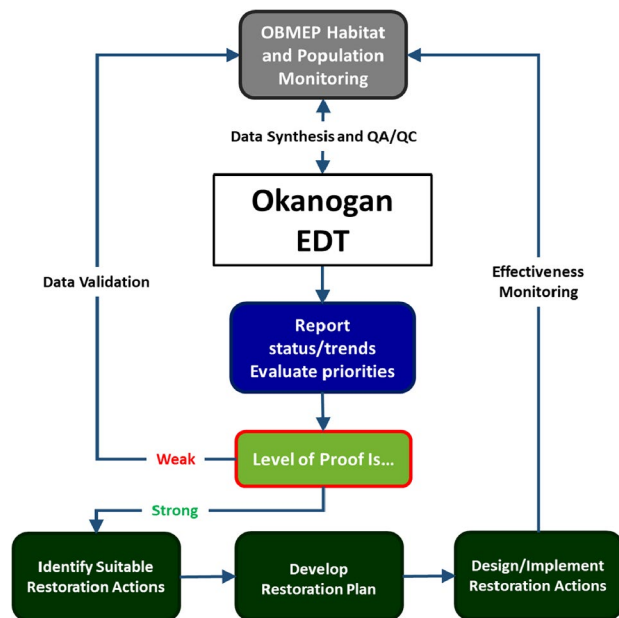 OBMEP Habitat
and Population
Monitoring
Data Synthesis and QA/QC
Okanogan
EDT
Data Validation
Effectiveness
Monitoring
Report
status/trends
Evaluate priorities
Weak
Level of Proof Is...
Strong
Identify Suitable
Restoration Actions
Develop
Restoration Plan
Design/Implement
Restoration Actions